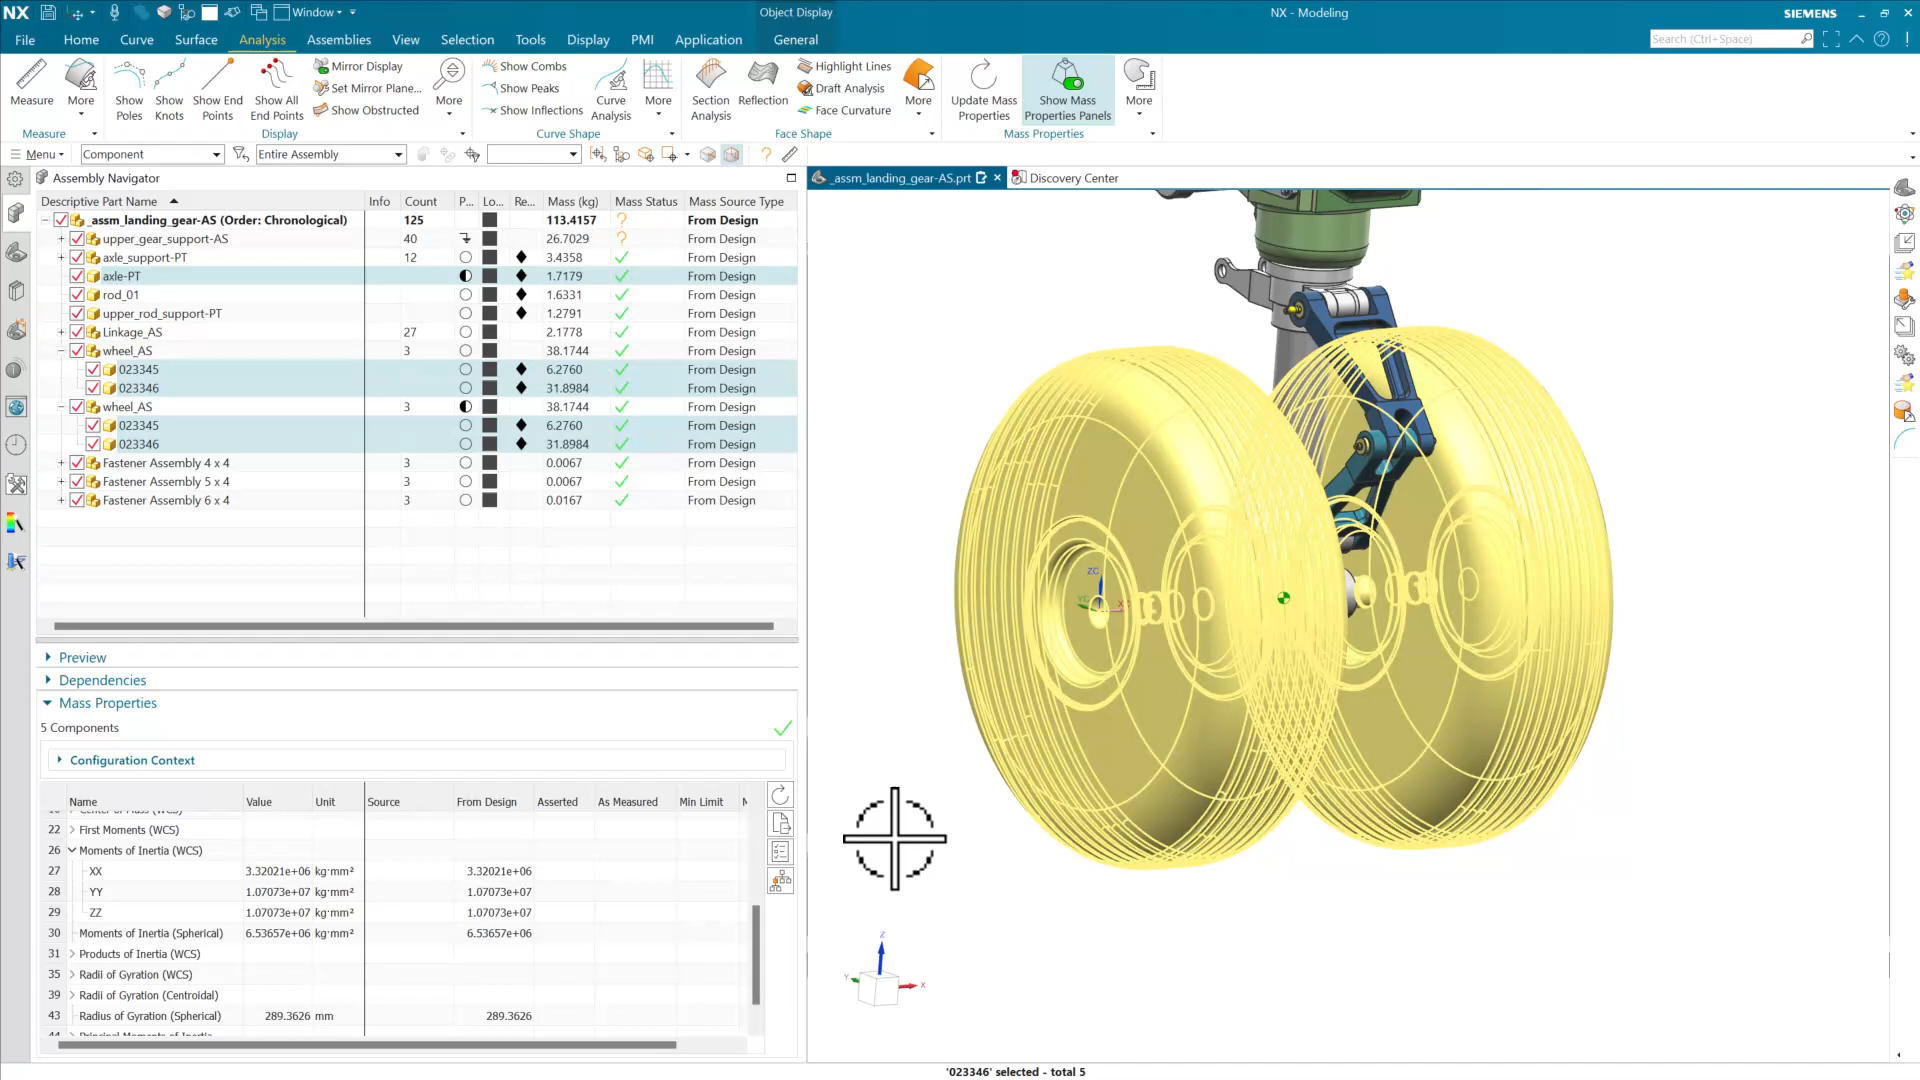 NX
Window
Object Display
NX - Modeling
SIEMENS
File
Home
Curve
Surface
Analysis
Assemblies
View
Selection
Tools
Display
PMI
Application
General
Search (Ctrl+Space)
Measure
More
Show Poles
Show Knots
Show End Points
Show All End Points
Mirror Display
Set Mirror Plane...
Show Obstructed
More
Show Combs
Show Peaks
Show Inflections
Curve Analysis
More
Section Analysis
Reflection
Highlight Lines
Draft Analysis
Face Curvature
More
Update Mass Properties
Show Mass Properties Panels
More
Measure
Display
Curve Shape
Face Shape
Mass Properties
Menu
Component
Entire Assembly
Assembly Navigator
_assm_landing_gear-AS.prt
Discovery Center
Descriptive Part Name Info Count P... Lo... Re... Mass (kg) Mass Status Mass Source Type
_assm_landing_gear-AS (Order: Chronological) 125 113.4157 ? From Design
upper_gear_support-AS 40 26.7029 ? From Design
axle_support-PT 12 3.4358 From Design
axle-PT 1.7179 From Design
rod_01 1.6331 From Design
upper_rod_support-PT 1.2791 From Design
Linkage_AS 27 2.1778 From Design
wheel_AS 3 38.1744 From Design
023345 6.2760 From Design
023346 31.8984 From Design
wheel_AS 3 38.1744 From Design
023345 6.2760 From Design
023346 31.8984 From Design
Fastener Assembly 4 x 4 3 0.0067 From Design
Fastener Assembly 5 x 4 3 0.0067 From Design
Fastener Assembly 6 x 4 3 0.0167 From Design
Preview
Dependencies
Mass Properties
5 Components
Configuration Context
Name Value Unit Source From Design Asserted As Measured Min Limit
22 First Moments (WCS)
26 Moments of Inertia (WCS)
27 XX 3.32021e+06 kg·mm² 3.32021e+06
28 YY 1.07073e+07 kg·mm² 1.07073e+07
29 ZZ 1.07073e+07 kg·mm² 1.07073e+07
30 Moments of Inertia (Spherical) 6.53657e+06 kg·mm² 6.53657e+06
31 Products of Inertia (WCS)
35 Radii of Gyration (WCS)
39 Radii of Gyration (Centroidal)
43 Radius of Gyration (Spherical) 289.3626 mm 289.3626
ZC
YC
Z
Y
X
'023346' selected - total 5